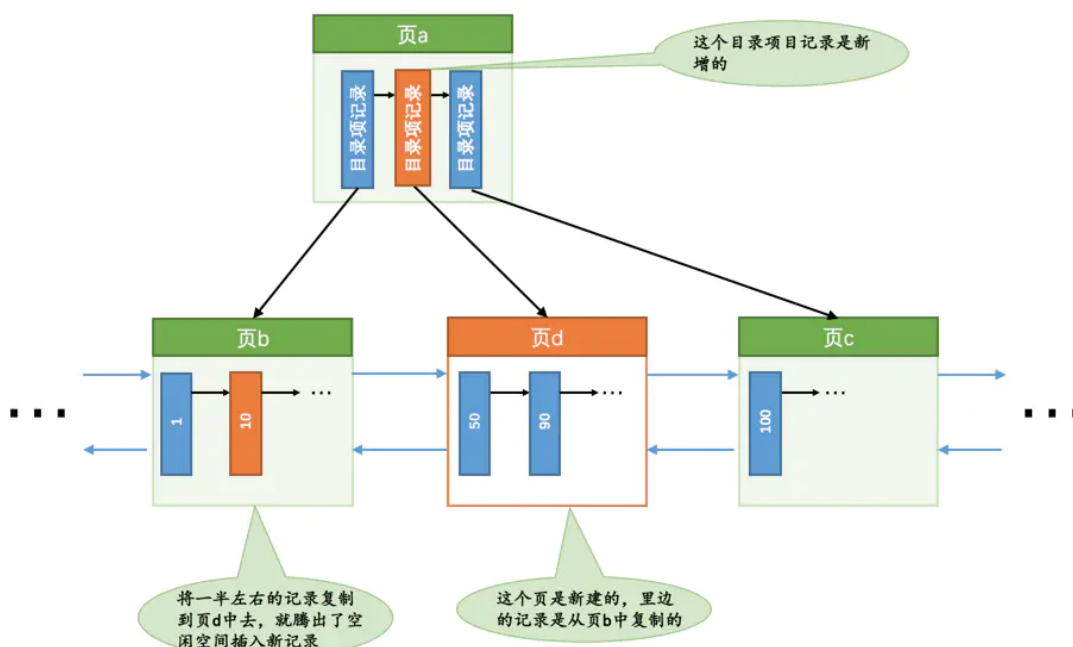 页a
这个目录项目记录是新
增的
目录项记录
目录项记录
目录项记录
页b
页d
页c
1
10
...
50
90
...
100
...
将一半左右的记录复制
到页d中去，就腾出了空
闲空间插入新记录
这个页是新建的，里边
的记录是从页b中复制的